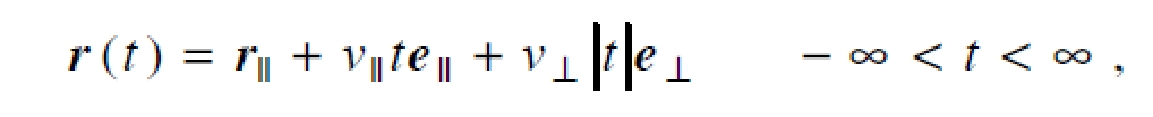 r(t) = r∥ + v∥te∥ + v⊥|t|e⊥ − ∞ < t < ∞ ,